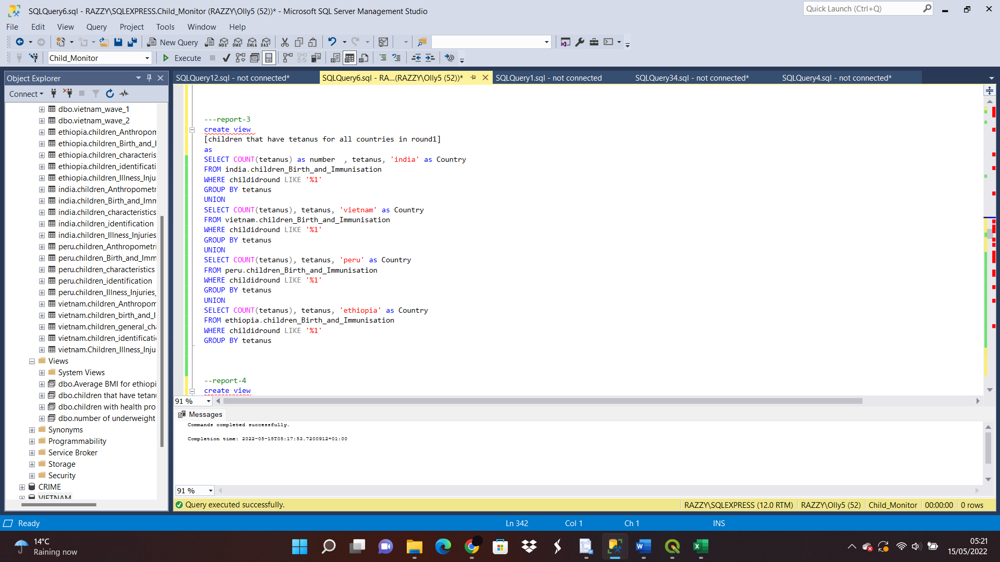 SQLQuery6.sql - RAZZY\SQLEXPRESS.Child_Monitor (RAZZY\Olly5 (52))* - Microsoft SQL Server Management Studio
Quick Launch (Ctrl+Q)
File Edit View Query Project Tools Window Help
New Query MDX DMX XMLA DAX
Child_Monitor Execute
Object Explorer
Connect
dbo.vietnam_wave_1
dbo.vietnam_wave_2
ethiopia.children_Anthropom
ethiopia.children_Birth_and_I
ethiopia.children_characteris
ethiopia.children_identificati
ethiopia.children_Illness_Inju
india.children_Anthropometr
india.children_Birth_and_Imm
india.children_characteristics
india.children_identification
india.children_Illness_Injuries
peru.children_Anthropometri
peru.children_Birth_and_Imm
peru.children_characteristics
peru.children_identification
peru.children_Illness_Injuries_
vietnam.children_Anthropom
vietnam.children_birth_and_I
vietnam.children_general_cha
vietnam.children_identificati
vietnam.Children_Illness_Inju
Views
System Views
dbo.Average BMI for ethiopi
dbo.children that have tetanu
dbo.children with health pro
dbo.number of underweight
Synonyms
Programmability
Service Broker
Storage
Security
CRIME
VIETNAM
SQLQuery12.sql - not connected* SQLQuery6.sql - RA...(RAZZY\Olly5 (52))* SQLQuery1.sql - not connected SQLQuery34.sql - not connected* SQLQuery4.sql - not connected*
---report-3
create view
[children that have tetanus for all countries in round1]
as
SELECT COUNT(tetanus) as number , tetanus, 'india' as Country
FROM india.children_Birth_and_Immunisation
WHERE childidround LIKE '%1'
GROUP BY tetanus
UNION
SELECT COUNT(tetanus), tetanus, 'vietnam' as Country
FROM vietnam.children_Birth_and_Immunisation
WHERE childidround LIKE '%1'
GROUP BY tetanus
UNION
SELECT COUNT(tetanus), tetanus, 'peru' as Country
FROM peru.children_Birth_and_Immunisation
WHERE childidround LIKE '%1'
GROUP BY tetanus
UNION
SELECT COUNT(tetanus), tetanus, 'ethiopia' as Country
FROM ethiopia.children_Birth_and_Immunisation
WHERE childidround LIKE '%1'
GROUP BY tetanus
--report-4
create view
91 %
Messages
Commands completed successfully.
Completion time: 2022-05-15T05:17:53.7200912+01:00
91 %
Query executed successfully. RAZZY\SQLEXPRESS (12.0 RTM) RAZZY\Olly5 (52) Child_Monitor 00:00:00 0 rows
Ready Ln 342 Col 1 Ch 1 INS
14°C
Raining now
05:21
15/05/2022